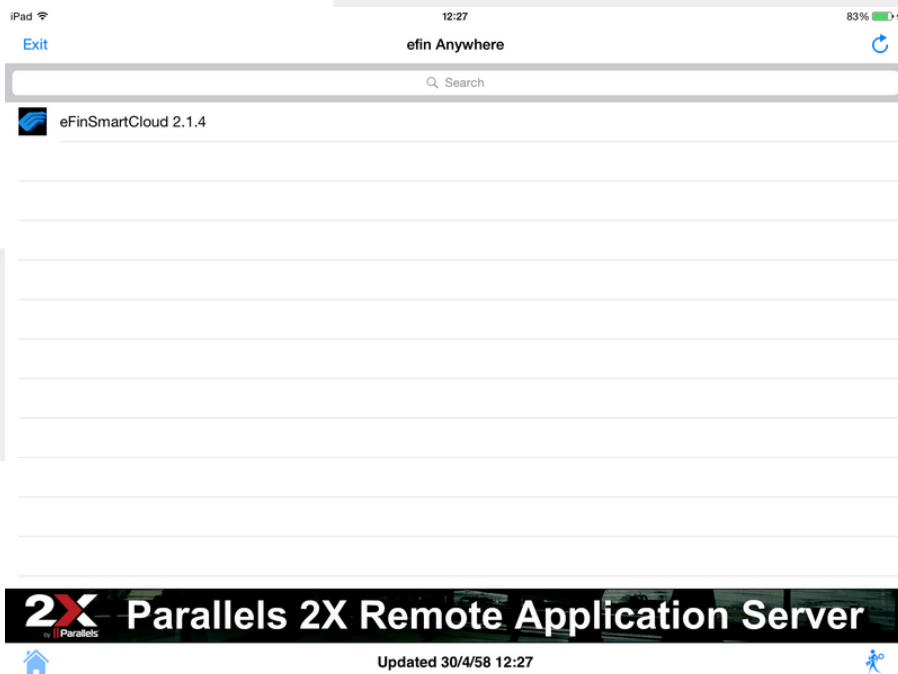 iPad 12:27 83%
Exit efin Anywhere
Search
eFinSmartCloud 2.1.4
2X by Parallels Parallels 2X Remote Application Server
Updated 30/4/58 12:27